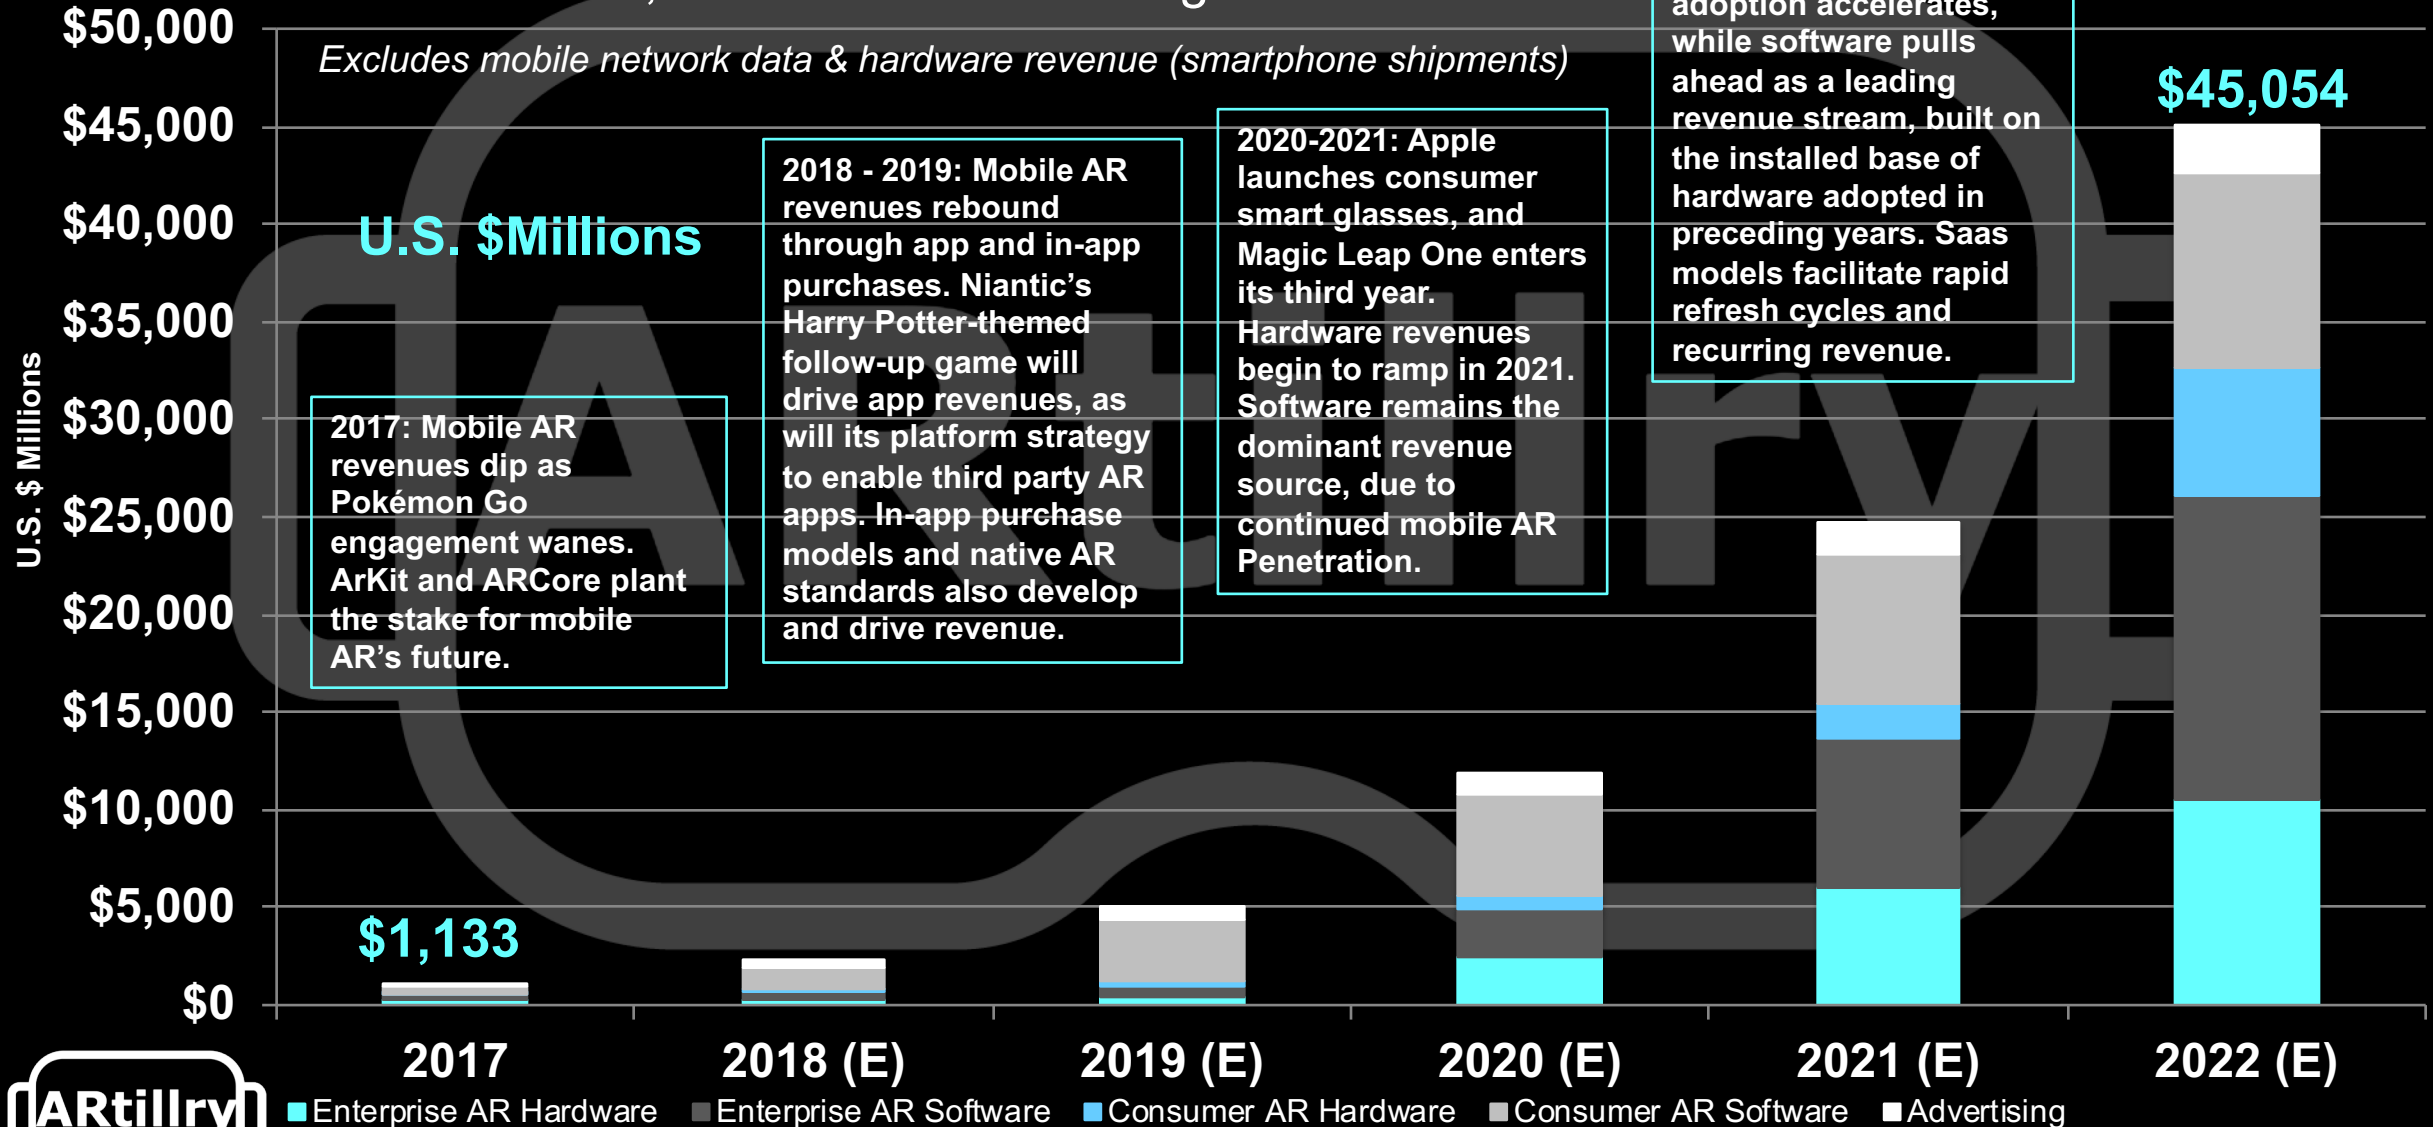 Excludes mobile network data & hardware revenue (smartphone shipments)
U.S. $Millions
U.S. $ Millions
$50,000
$45,000
$40,000
$35,000
$30,000
$25,000
$20,000
$15,000
$10,000
$5,000
$0
2017: Mobile AR
revenues dip as
Pokémon Go
engagement wanes.
ArKit and ARCore plant
the stake for mobile
AR’s future.
2018 - 2019: Mobile AR
revenues rebound
through app and in-app
purchases. Niantic’s
Harry Potter-themed
follow-up game will
drive app revenues, as
will its platform strategy
to enable third party AR
apps. In-app purchase
models and native AR
standards also develop
and drive revenue.
2020-2021: Apple
launches consumer
smart glasses, and
Magic Leap One enters
its third year.
Hardware revenues
begin to ramp in 2021.
Software remains the
dominant revenue
source, due to
continued mobile AR
Penetration.
adoption accelerates,
while software pulls
ahead as a leading
revenue stream, built on
the installed base of
hardware adopted in
preceding years. Saas
models facilitate rapid
refresh cycles and
recurring revenue.
$45,054
$1,133
ARtillry
2017
2018 (E)
2019 (E)
2020 (E)
2021 (E)
2022 (E)
ARtillry
Enterprise AR Hardware
Enterprise AR Software
Consumer AR Hardware
Consumer AR Software
Advertising